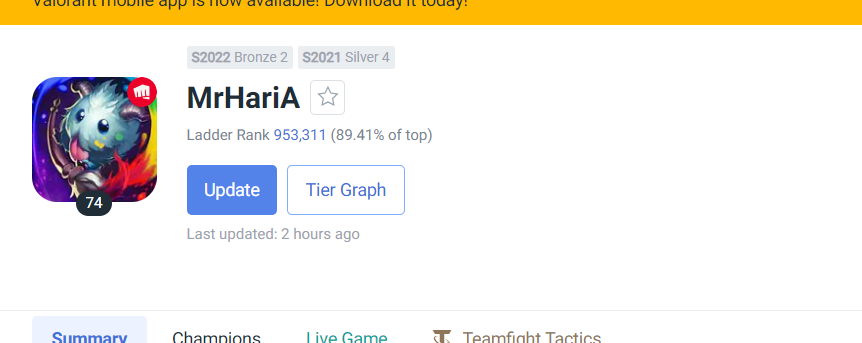 Valorant mobile app is now available! Download it today!
S2022 Bronze 2 S2021 Silver 4
MrHariA
Ladder Rank 953,311 (89.41% of top)
Update Tier Graph
74
Last updated: 2 hours ago
Summary Champions Live Game Teamfight Tactics